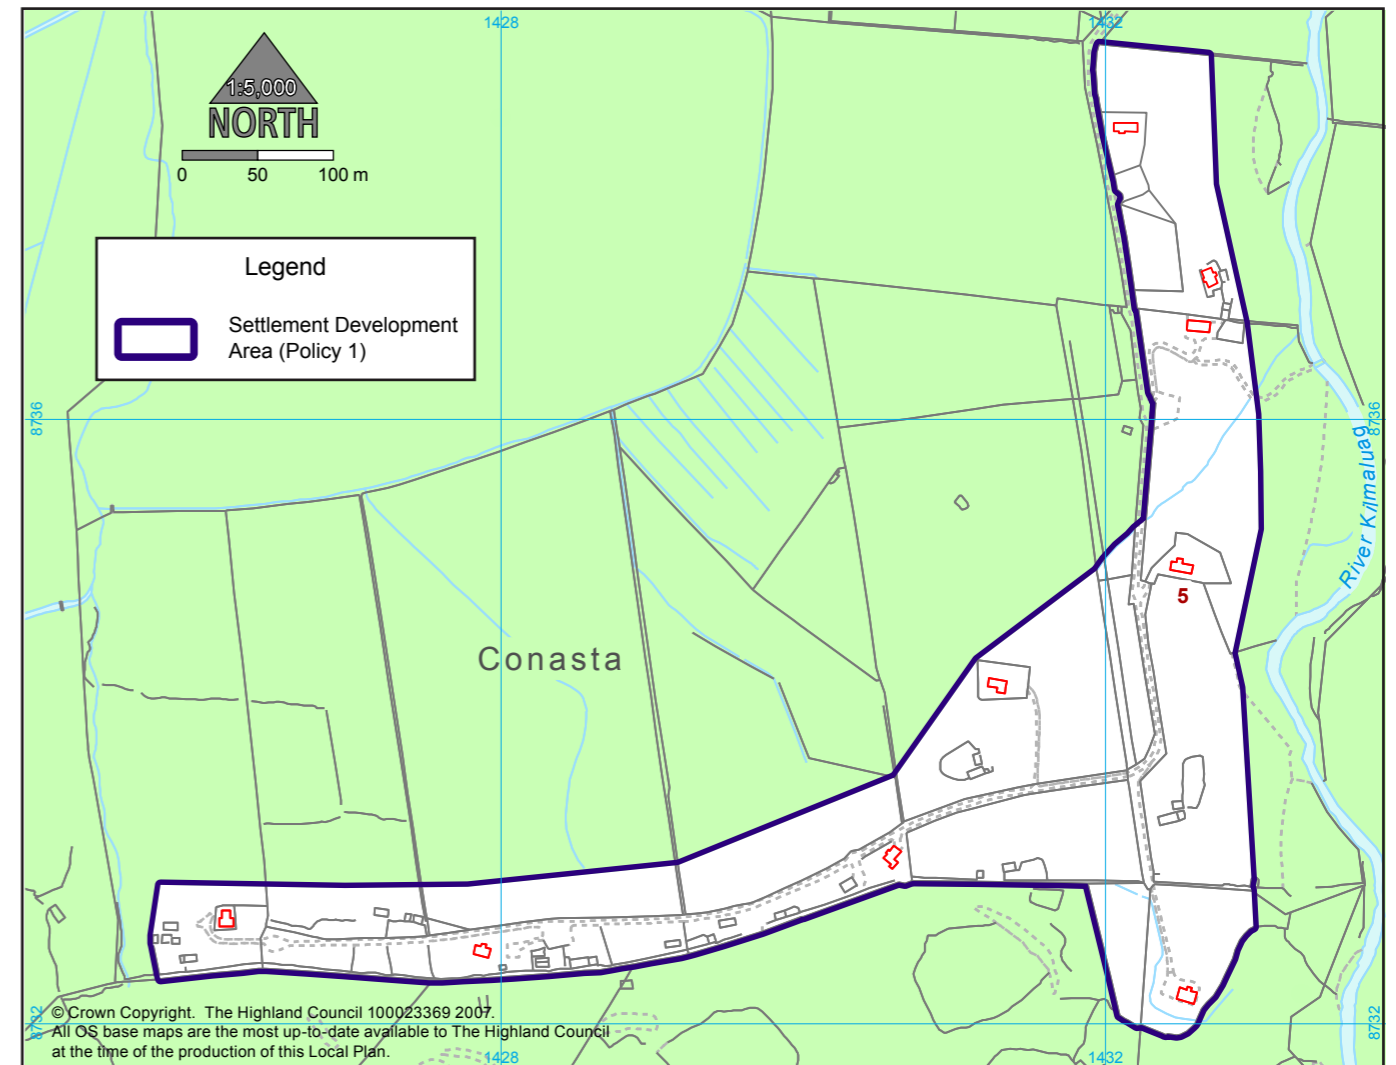 1428
1432
1:5,000
NORTH
0 50 100 m
Legend
Settlement Development
Area (Policy 1)
8736
8736
River Kilmaluag
5
Conasta
8732
8732
© Crown Copyright. The Highland Council 100023369 2007.
All OS base maps are the most up-to-date available to The Highland Council
at the time of the production of this Local Plan.
1428
1432